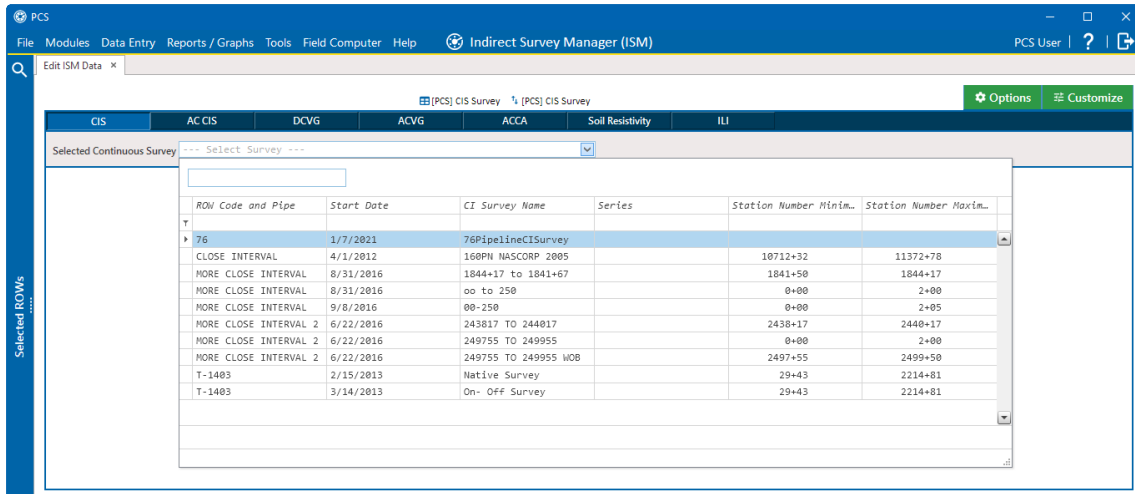 PCS
File Modules Data Entry Reports / Graphs Tools Field Computer Help Indirect Survey Manager (ISM) PCS User | ? |
Edit ISM Data ×
[PCS] CIS Survey [PCS] CIS Survey Options Customize
CIS AC CIS DCVG ACVG ACCA Soil Resistivity ILI
Selected Continuous Survey --- Select Survey ---
ROW Code and Pipe Start Date CI Survey Name Series Station Number Minim… Station Number Maxim…
76 1/7/2021 76PipelineCISurvey
CLOSE INTERVAL 4/1/2012 160PN NASCORP 2005 10712+32 11372+78
MORE CLOSE INTERVAL 8/31/2016 1844+17 to 1841+67 1841+50 1844+17
MORE CLOSE INTERVAL 8/31/2016 oo to 250 0+00 2+00
MORE CLOSE INTERVAL 9/8/2016 00-250 0+00 2+05
MORE CLOSE INTERVAL 2 6/22/2016 243817 TO 244017 2438+17 2440+17
MORE CLOSE INTERVAL 2 6/22/2016 249755 TO 249955 0+00 2+00
MORE CLOSE INTERVAL 2 6/22/2016 249755 TO 249955 WOB 2497+55 2499+50
T-1403 2/15/2013 Native Survey 29+43 2214+81
T-1403 3/14/2013 On- Off Survey 29+43 2214+81
Selected ROWs